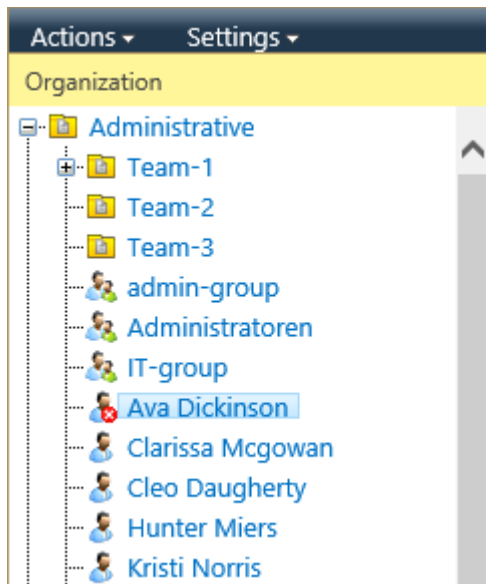 Actions Settings
Organization
Administrative
Team-1
Team-2
Team-3
admin-group
Administratoren
IT-group
Ava Dickinson
Clarissa Mcgowan
Cleo Daugherty
Hunter Miers
Kristi Norris